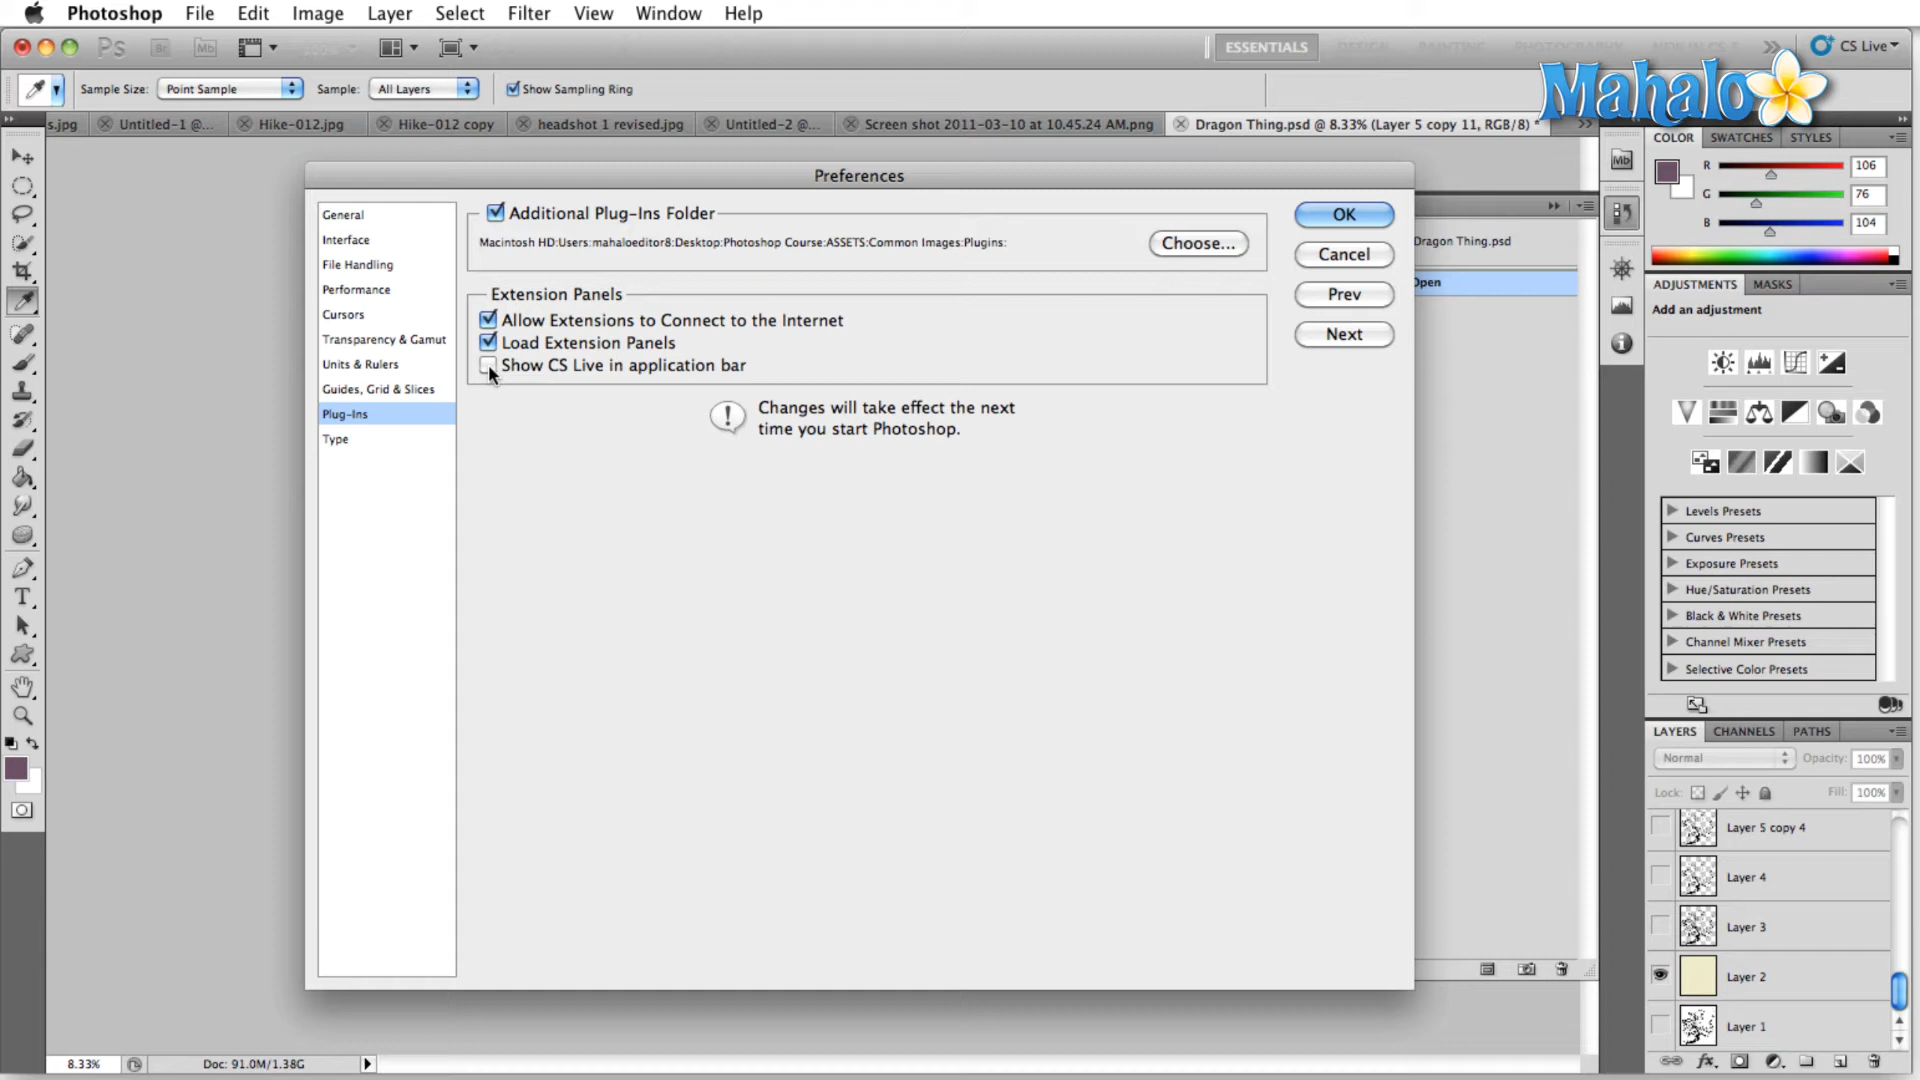 Photoshop File Edit Image Layer Select Filter View Window Help
Ps Br Mb ESSENTIALS DESIGN PAINTING PHOTOGRAPHY CS Live
Sample Size: Point Sample Sample: All Layers Show Sampling Ring
Mahalo
s.jpg Untitled-1 @... Hike-012.jpg Hike-012 copy headshot 1 revised.jpg Untitled-2 @... Screen shot 2011-03-10 at 10.45.24 AM.png Dragon Thing.psd @ 8.33% (Layer 5 copy 11, RGB/8) *
Preferences
General
Interface
File Handling
Performance
Cursors
Transparency & Gamut
Units & Rulers
Guides, Grid & Slices
Plug-Ins
Type
Additional Plug-Ins Folder
Macintosh HD:Users:mahaloeditor8:Desktop:Photoshop Course:ASSETS:Common Images:Plugins:
Choose...
Extension Panels
Allow Extensions to Connect to the Internet
Load Extension Panels
Show CS Live in application bar
Changes will take effect the next
time you start Photoshop.
OK
Cancel
Prev
Next
Dragon Thing.psd
Open
Mb
COLOR SWATCHES STYLES
R 106
G 76
B 104
ADJUSTMENTS MASKS
Add an adjustment
Levels Presets
Curves Presets
Exposure Presets
Hue/Saturation Presets
Black & White Presets
Channel Mixer Presets
Selective Color Presets
LAYERS CHANNELS PATHS
Normal Opacity: 100%
Lock: Fill: 100%
Layer 5 copy 4
Layer 4
Layer 3
Layer 2
Layer 1
8.33% Doc: 91.0M/1.38G